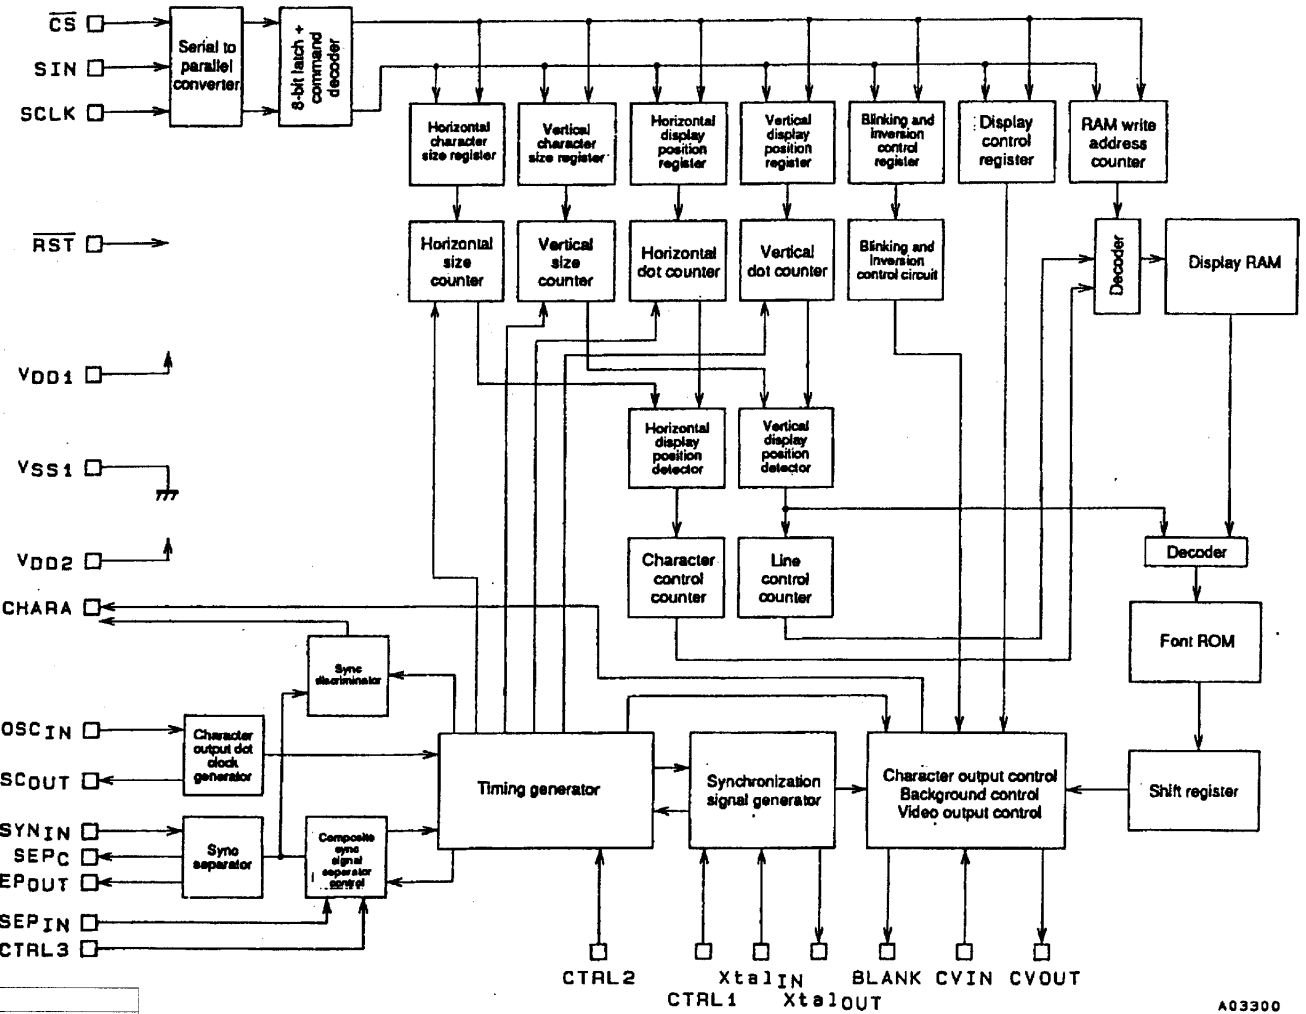 CS
SIN
SCLK
Serial to
parallel
converter
8-bit latch +
command
decoder
Horizontal
character
size register
Vertical
character
size register
Horizontal
display
position
register
Vertical
display
position
register
Blinking and
inversion
control
register
Display
control
register
RAM write
address
counter
RST
Horizontal
size
counter
Vertical
size
counter
Horizontal
dot counter
Vertical
dot counter
Blinking and
inversion
control circuit
Decoder
Display RAM
VDD1
VSS1
VDD2
Horizontal
display
position
detector
Vertical
display
position
detector
Character
control
counter
Line
control
counter
Decoder
Font ROM
CHARA
Sync
discriminator
OSCIN
SCOUT
Character
output dot
clock
generator
Timing generator
Synchronization
signal generator
Character output control
Background control
Video output control
Shift register
SYNIN
SEPC
EPOUT
SEPIN
CTRL3
Sync
separator
Composite
sync
signal
separator
control
CTRL2
XtalIN
BLANK
CVIN
CVOUT
CTRL1
XtalOUT
A03300